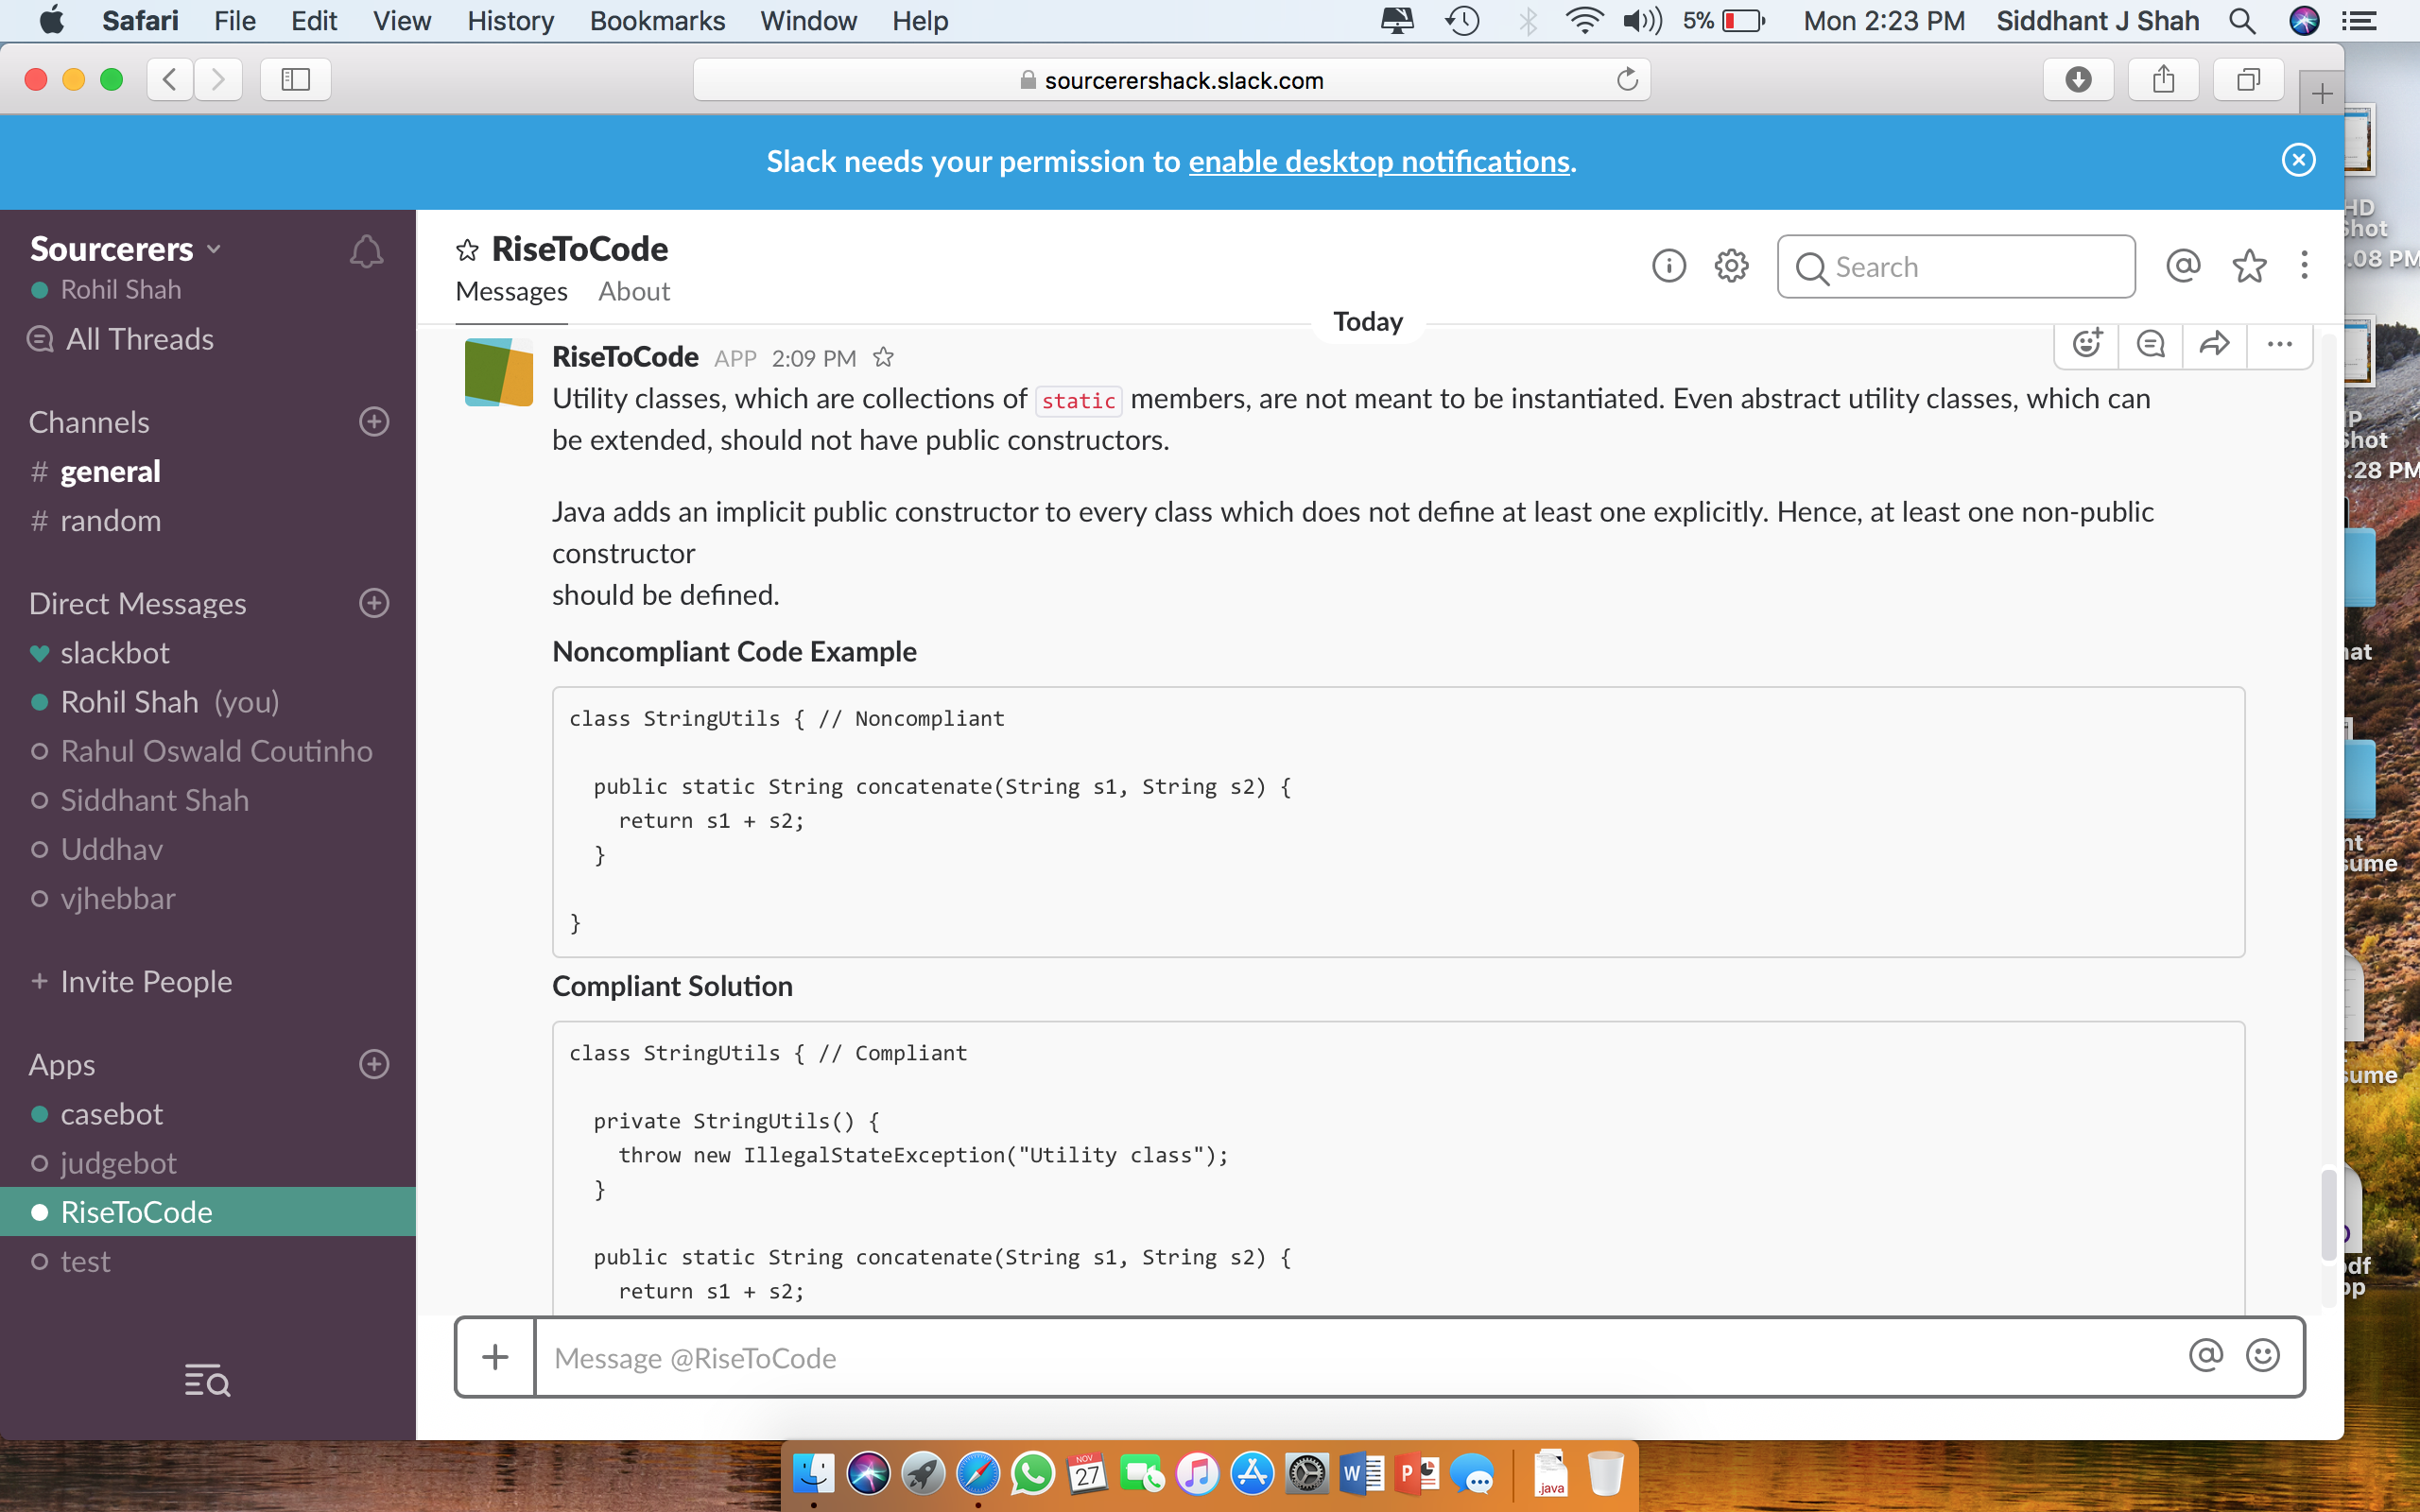 Safari File Edit View History Bookmarks Window Help 5% Mon 2:23 PM Siddhant J Shah
sourcerershack.slack.com
Slack needs your permission to enable desktop notifications.
Sourcerers
Rohil Shah
All Threads
Channels
# general
# random
Direct Messages
slackbot
Rohil Shah (you)
Rahul Oswald Coutinho
Siddhant Shah
Uddhav
vjhebbar
+ Invite People
Apps
casebot
judgebot
RiseToCode
test
RiseToCode
Messages About
Search
Today
RiseToCode APP 2:09 PM
Utility classes, which are collections of static members, are not meant to be instantiated. Even abstract utility classes, which can
be extended, should not have public constructors.
Java adds an implicit public constructor to every class which does not define at least one explicitly. Hence, at least one non-public
constructor
should be defined.
Noncompliant Code Example
class StringUtils { // Noncompliant
public static String concatenate(String s1, String s2) {
return s1 + s2;
}
}
Compliant Solution
class StringUtils { // Compliant
private StringUtils() {
throw new IllegalStateException("Utility class");
}
public static String concatenate(String s1, String s2) {
return s1 + s2;
Message @RiseToCode
HD
.08 PM
.28 PM
NOV
27
W
P
.java